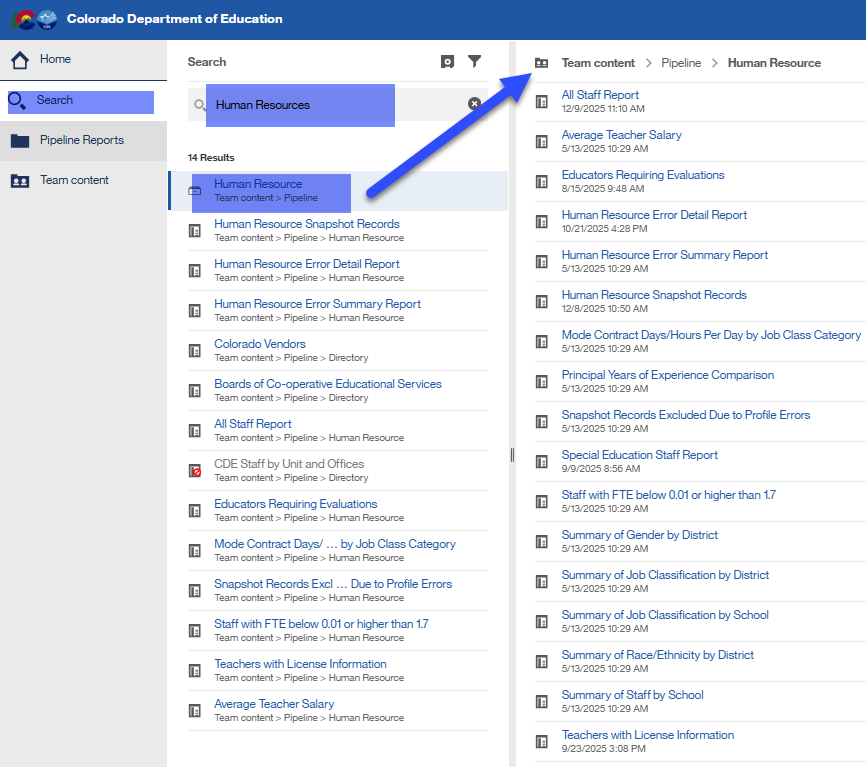 Colorado Department of Education
Home
Search
Pipeline Reports
Team content
Search
Human Resources
14 Results
Human Resource
Team content > Pipeline
Human Resource Snapshot Records
Team content > Pipeline > Human Resource
Human Resource Error Detail Report
Team content > Pipeline > Human Resource
Human Resource Error Summary Report
Team content > Pipeline > Human Resource
Colorado Vendors
Team content > Pipeline > Directory
Boards of Co-operative Educational Services
Team content > Pipeline > Directory
All Staff Report
Team content > Pipeline > Human Resource
CDE Staff by Unit and Offices
Team content > Pipeline > Directory
Educators Requiring Evaluations
Team content > Pipeline > Human Resource
Mode Contract Days/ … by Job Class Category
Team content > Pipeline > Human Resource
Snapshot Records Excl … Due to Profile Errors
Team content > Pipeline > Human Resource
Staff with FTE below 0.01 or higher than 1.7
Team content > Pipeline > Human Resource
Teachers with License Information
Team content > Pipeline > Human Resource
Average Teacher Salary
Team content > Pipeline > Human Resource
Team content > Pipeline > Human Resource
All Staff Report
12/9/2025 11:10 AM
Average Teacher Salary
5/13/2025 10:29 AM
Educators Requiring Evaluations
8/15/2025 9:48 AM
Human Resource Error Detail Report
10/21/2025 4:28 PM
Human Resource Error Summary Report
5/13/2025 10:29 AM
Human Resource Snapshot Records
12/8/2025 10:50 AM
Mode Contract Days/Hours Per Day by Job Class Category
5/13/2025 10:29 AM
Principal Years of Experience Comparison
5/13/2025 10:29 AM
Snapshot Records Excluded Due to Profile Errors
5/13/2025 10:29 AM
Special Education Staff Report
9/9/2025 8:56 AM
Staff with FTE below 0.01 or higher than 1.7
5/13/2025 10:29 AM
Summary of Gender by District
5/13/2025 10:29 AM
Summary of Job Classification by District
5/13/2025 10:29 AM
Summary of Job Classification by School
5/13/2025 10:29 AM
Summary of Race/Ethnicity by District
5/13/2025 10:29 AM
Summary of Staff by School
5/13/2025 10:29 AM
Teachers with License Information
9/23/2025 3:08 PM